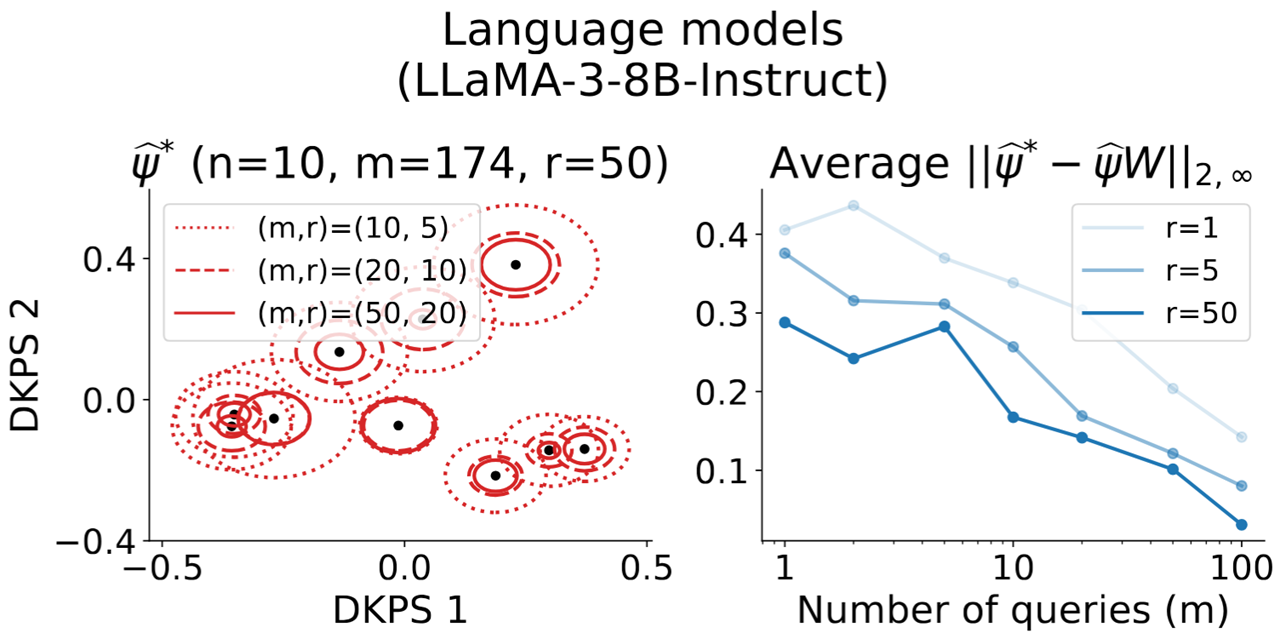 Language models
(LLaMA-3-8B-Instruct)
ψ̂* (n=10, m=174, r=50)
(m,r)=(10, 5)
(m,r)=(20, 10)
(m,r)=(50, 20)
0.4
0.0
−0.4
DKPS 2
−0.5
0.0
0.5
DKPS 1
Average ||ψ̂* − ψ̂W||₂,∞
r=1
r=5
r=50
0.4
0.3
0.2
0.1
1
10
100
Number of queries (m)